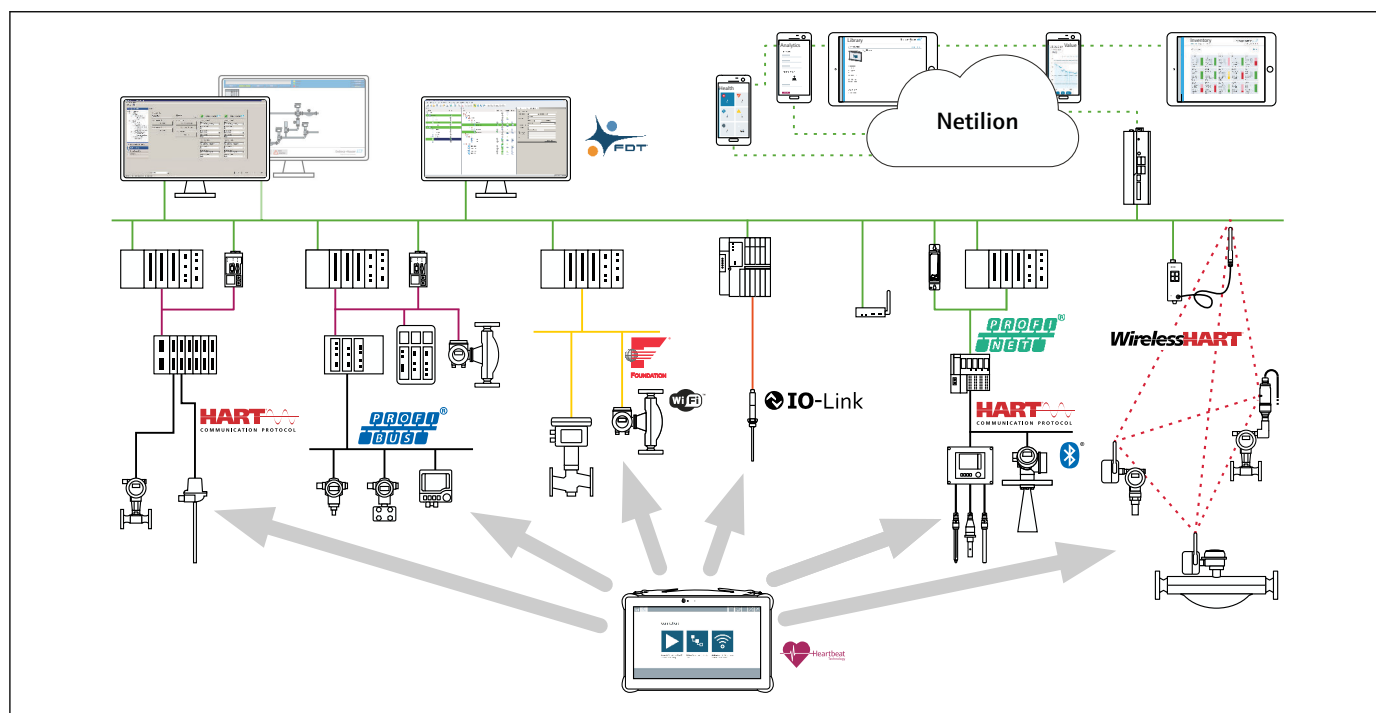 Analytics
Library
Value
Inventory
Health
Netilion
FDT
PROFI®
NET
WirelessHART
FOUNDATION
WiFi™
IO-Link
HART
COMMUNICATION PROTOCOL
PROFI®
BUS
HART
COMMUNICATION PROTOCOL
®
Heartbeat
Technology